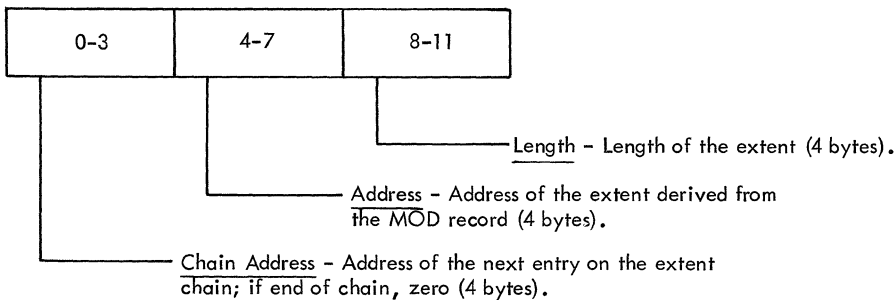 0-3 4-7 8-11
Length - Length of the extent (4 bytes).
Address - Address of the extent derived from
the MOD record (4 bytes).
Chain Address - Address of the next entry on the extent
chain; if end of chain, zero (4 bytes).